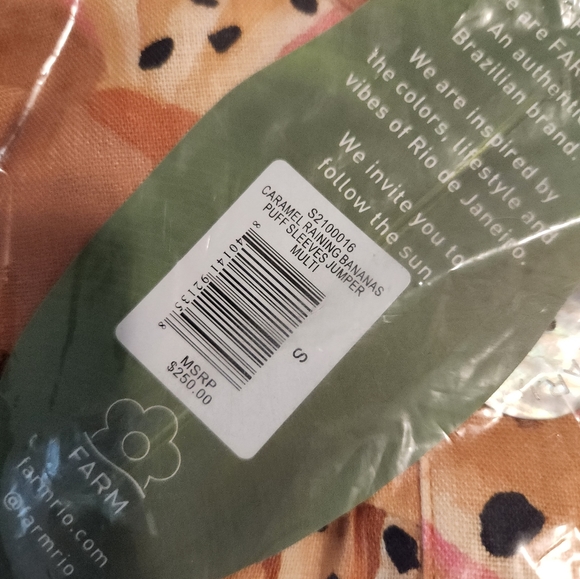 We are FAR
An authent
Brazilian brand.
We are inspired by
the colors, lifestyle and
vibes of Rio de Janeiro.
We invite you to
follow the sun.
S2100016
CARAMEL RAINING BANANAS
PUFF SLEEVES JUMPER
MULTI
S
MSRP
$250.00
FARM
farmrio.com
@farmrio